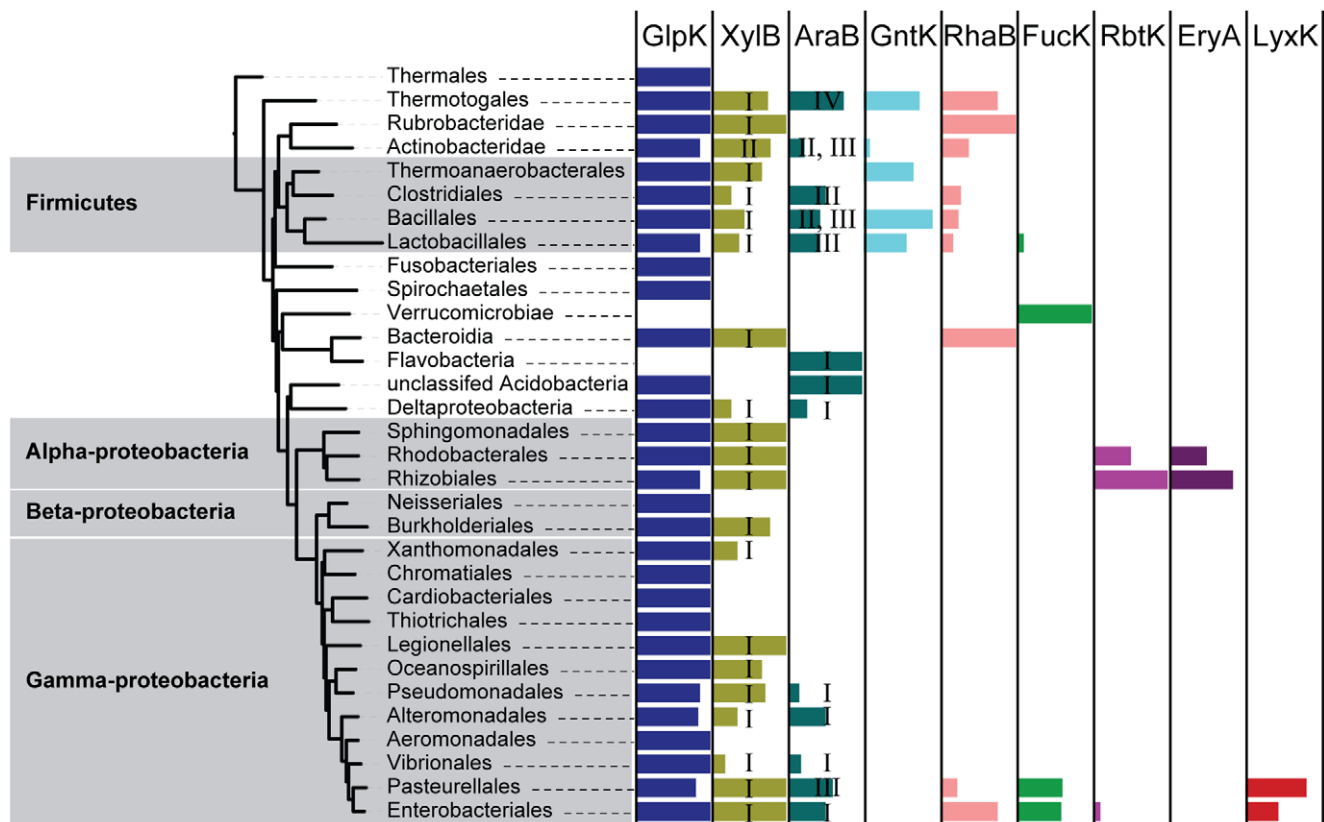 GlpK XylB AraB GntK RhaB FucK RbtK EryA LyxK
Thermales
Thermotogales I IV
Rubrobacteridae I
Actinobacteridae II II, III
Thermoanaerobacterales I
Firmicutes
Clostridiales I III
Bacillales I II, III
Lactobacillales I III
Fusobacteriales
Spirochaetales
Verrucomicrobiae
Bacteroidia I
Flavobacteria I
unclassifed Acidobacteria I
Deltaproteobacteria I I
Sphingomonadales I
Alpha-proteobacteria
Rhodobacterales I
Rhizobiales I
Neisseriales
Beta-proteobacteria
Burkholderiales I
Xanthomonadales I
Chromatiales
Cardiobacteriales
Thiotrichales
Legionellales I
Oceanospirillales I
Gamma-proteobacteria
Pseudomonadales I I
Alteromonadales I I
Aeromonadales
Vibrionales I I
Pasteurellales I III
Enterobacteriales I I